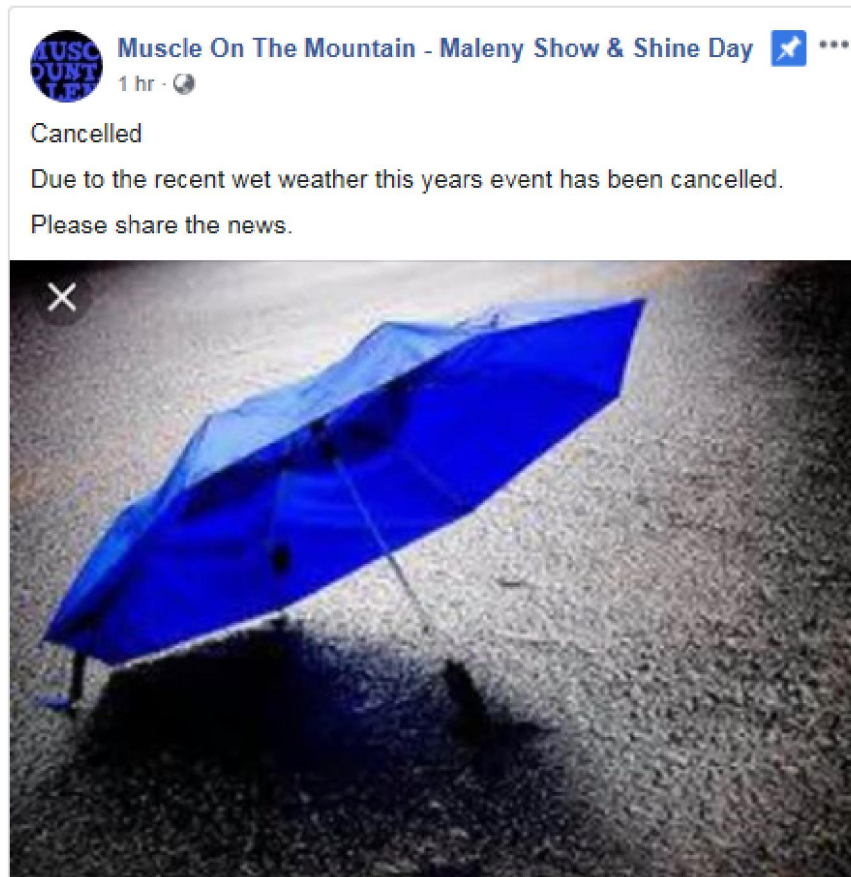 Muscle On The Mountain - Maleny Show & Shine Day
1 hr ·
Cancelled
Due to the recent wet weather this years event has been cancelled.
Please share the news.